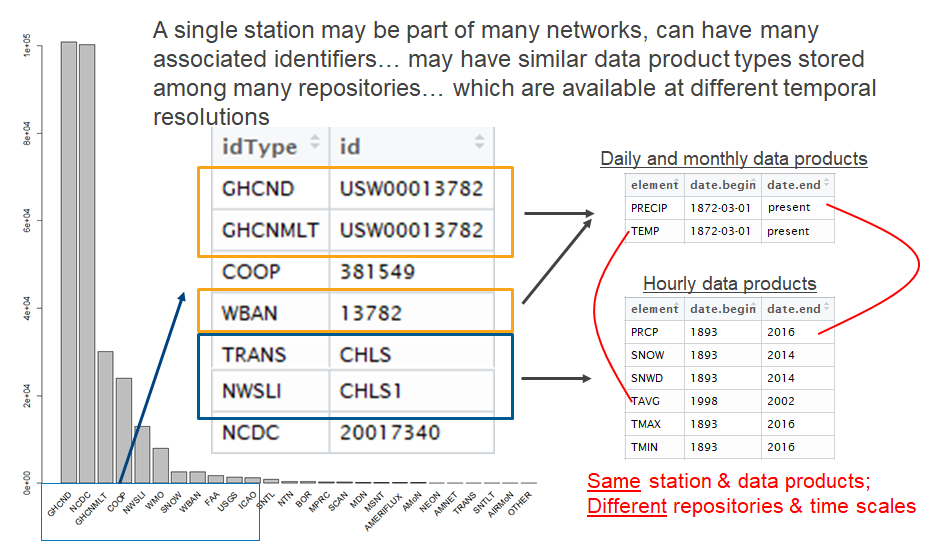 A single station may be part of many networks, can have many
associated identifiers… may have similar data product types stored
among many repositories… which are available at different temporal
resolutions
1e+05
8e+04
6e+04
4e+04
2e+04
0e+00
GHCND
NCDC
GHCNMLT
COOP
NWSLI
WMO
SNOW
WBAN
FAA
USGS
ICAO
SNTL
NTN
BOR
MPRC
SCAN
MDN
MSNT
AMERIFLUX
AMoN
NEON
AMNET
TRANS
SNTLT
AIRMoN
OTHER
idType id
GHCND USW00013782
GHCNMLT USW00013782
COOP 381549
WBAN 13782
TRANS CHLS
NWSLI CHLS1
NCDC 20017340
Daily and monthly data products
element date.begin date.end
PRECIP 1872-03-01 present
TEMP 1872-03-01 present
Hourly data products
element date.begin date.end
PRCP 1893 2016
SNOW 1893 2014
SNWD 1893 2014
TAVG 1998 2002
TMAX 1893 2016
TMIN 1893 2016
Same station & data products;
Different repositories & time scales